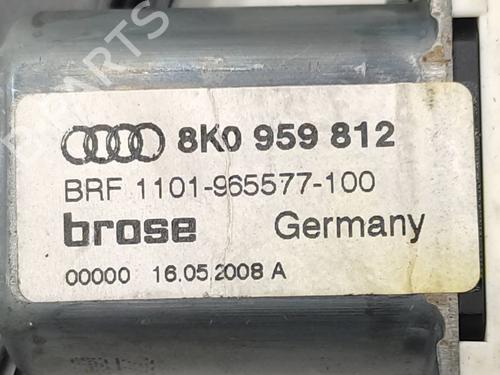 8K0 959 812
BRF 1101-965577-100
brose Germany
00000 16.05.2008 A